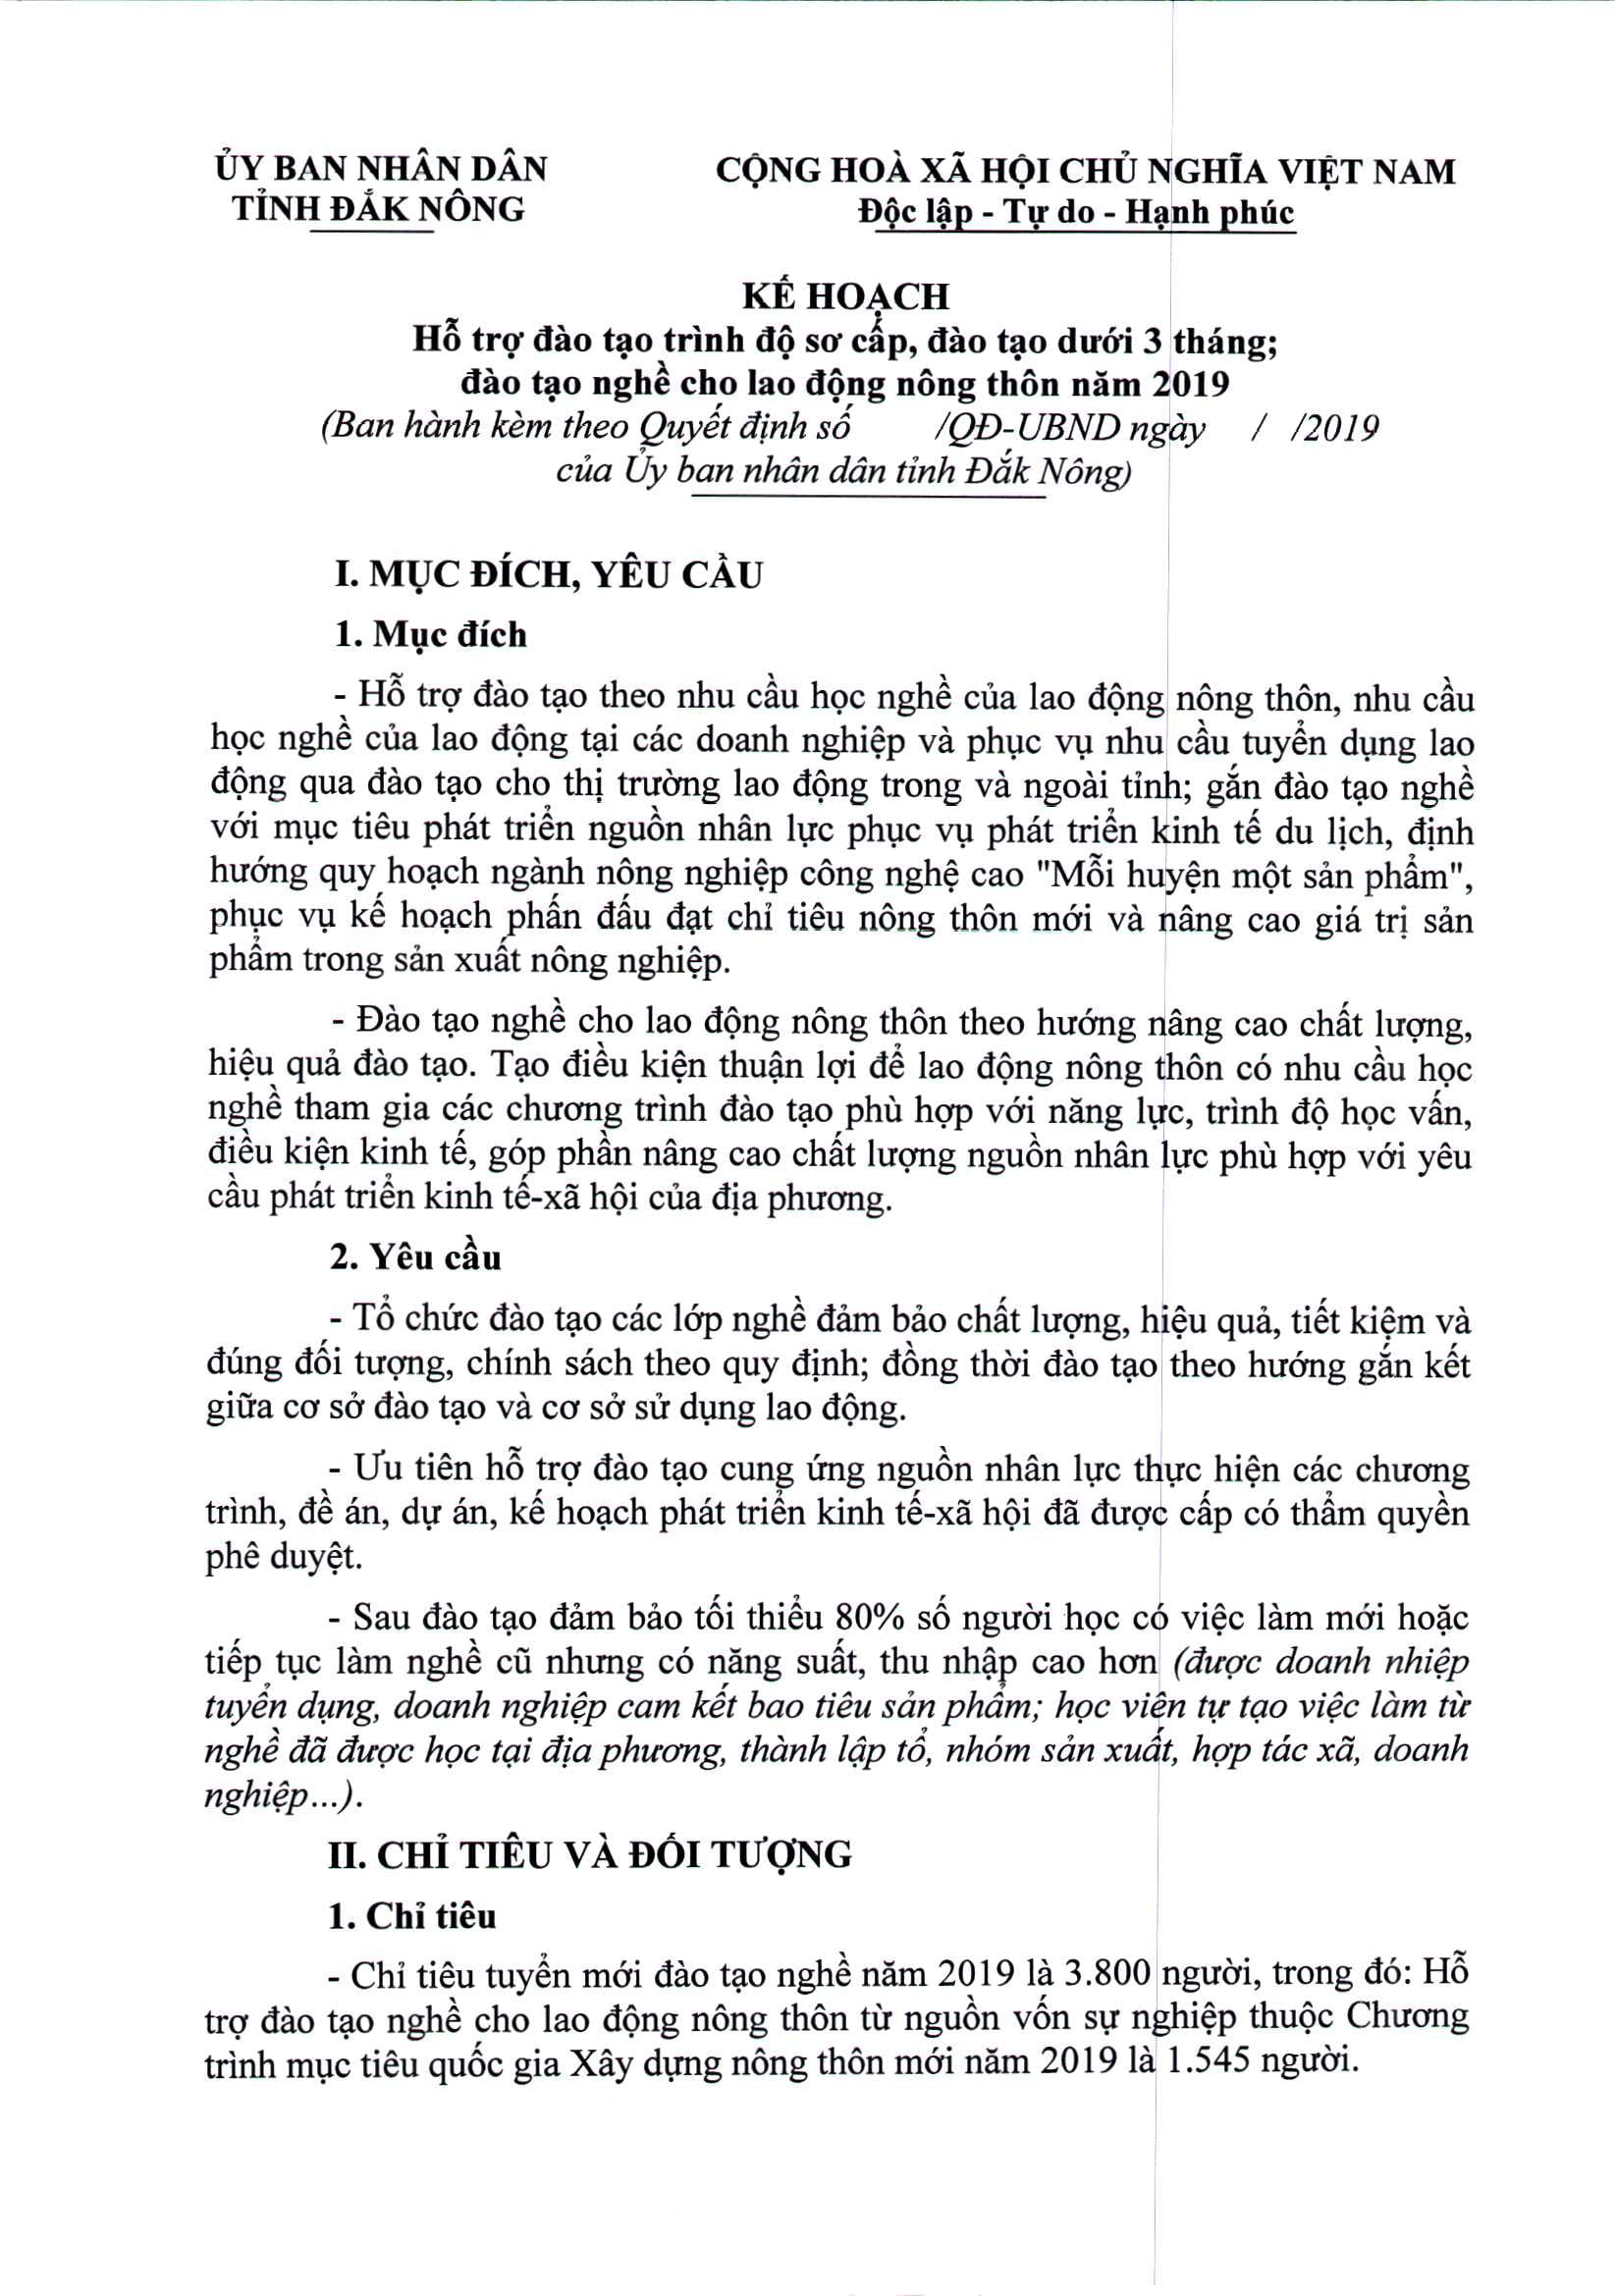 ỦY BAN NHÂN DÂN
TỈNH ĐẮK NÔNG
CỘNG HOÀ XÃ HỘI CHỦ NGHĨA VIỆT NAM
Độc lập - Tự do - Hạnh phúc
KẾ HOẠCH
Hỗ trợ đào tạo trình độ sơ cấp, đào tạo dưới 3 tháng;
đào tạo nghề cho lao động nông thôn năm 2019
(Ban hành kèm theo Quyết định số /QĐ-UBND ngày / /2019
của Ủy ban nhân dân tỉnh Đắk Nông)
I. MỤC ĐÍCH, YÊU CẦU
1. Mục đích
- Hỗ trợ đào tạo theo nhu cầu học nghề của lao động nông thôn, nhu cầu
học nghề của lao động tại các doanh nghiệp và phục vụ nhu cầu tuyển dụng lao
động qua đào tạo cho thị trường lao động trong và ngoài tỉnh; gắn đào tạo nghề
với mục tiêu phát triển nguồn nhân lực phục vụ phát triển kinh tế du lịch, định
hướng quy hoạch ngành nông nghiệp công nghệ cao "Mỗi huyện một sản phẩm",
phục vụ kế hoạch phấn đấu đạt chỉ tiêu nông thôn mới và nâng cao giá trị sản
phẩm trong sản xuất nông nghiệp.
- Đào tạo nghề cho lao động nông thôn theo hướng nâng cao chất lượng,
hiệu quả đào tạo. Tạo điều kiện thuận lợi để lao động nông thôn có nhu cầu học
nghề tham gia các chương trình đào tạo phù hợp với năng lực, trình độ học vấn,
điều kiện kinh tế, góp phần nâng cao chất lượng nguồn nhân lực phù hợp với yêu
cầu phát triển kinh tế-xã hội của địa phương.
2. Yêu cầu
- Tổ chức đào tạo các lớp nghề đảm bảo chất lượng, hiệu quả, tiết kiệm và
đúng đối tượng, chính sách theo quy định; đồng thời đào tạo theo hướng gắn kết
giữa cơ sở đào tạo và cơ sở sử dụng lao động.
- Ưu tiên hỗ trợ đào tạo cung ứng nguồn nhân lực thực hiện các chương
trình, đề án, dự án, kế hoạch phát triển kinh tế-xã hội đã được cấp có thẩm quyền
phê duyệt.
- Sau đào tạo đảm bảo tối thiểu 80% số người học có việc làm mới hoặc
tiếp tục làm nghề cũ nhưng có năng suất, thu nhập cao hơn (được doanh nhiệp
tuyển dụng, doanh nghiệp cam kết bao tiêu sản phẩm; học viên tự tạo việc làm từ
nghề đã được học tại địa phương, thành lập tổ, nhóm sản xuất, hợp tác xã, doanh
nghiệp...).
II. CHỈ TIÊU VÀ ĐỐI TƯỢNG
1. Chỉ tiêu
- Chỉ tiêu tuyển mới đào tạo nghề năm 2019 là 3.800 người, trong đó: Hỗ
trợ đào tạo nghề cho lao động nông thôn từ nguồn vốn sự nghiệp thuộc Chương
trình mục tiêu quốc gia Xây dựng nông thôn mới năm 2019 là 1.545 người.